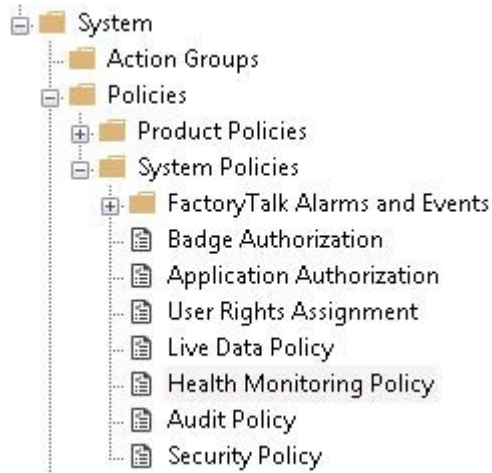 System
Action Groups
Policies
Product Policies
System Policies
FactoryTalk Alarms and Events
Badge Authorization
Application Authorization
User Rights Assignment
Live Data Policy
Health Monitoring Policy
Audit Policy
Security Policy